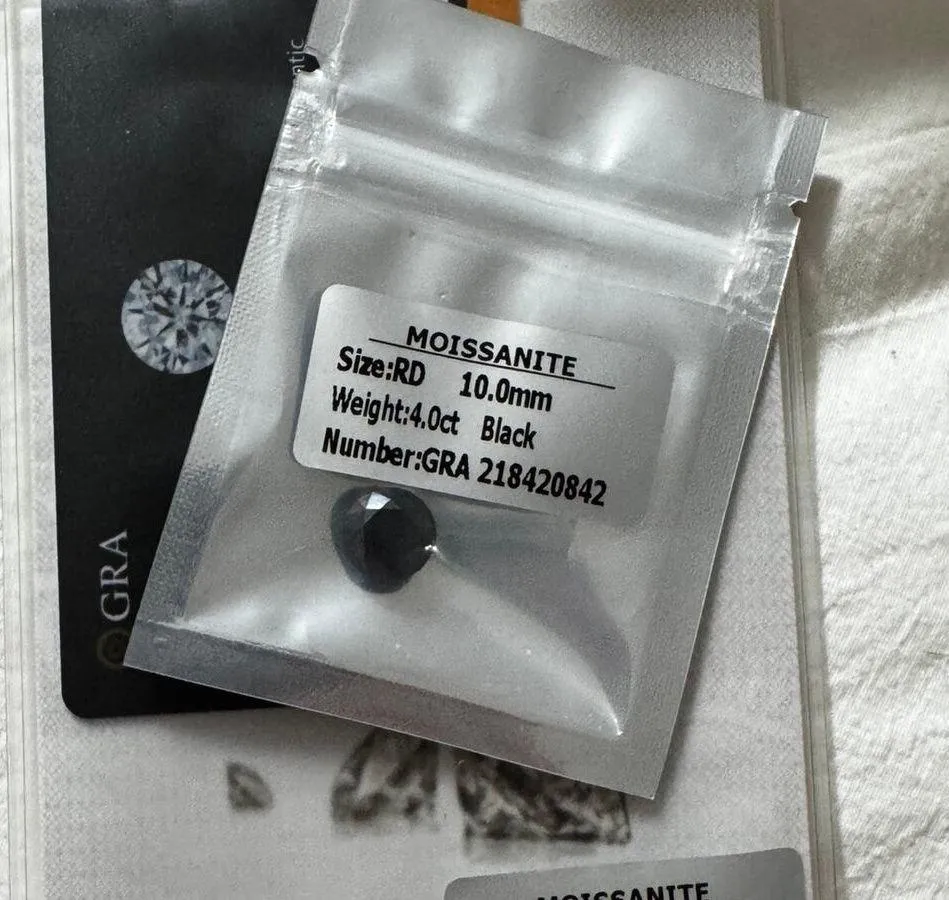 MOISSANITE
Size:RD 10.0mm
Weight:4.0ct Black
Number:GRA 218420842
GRA
MOISSANITE